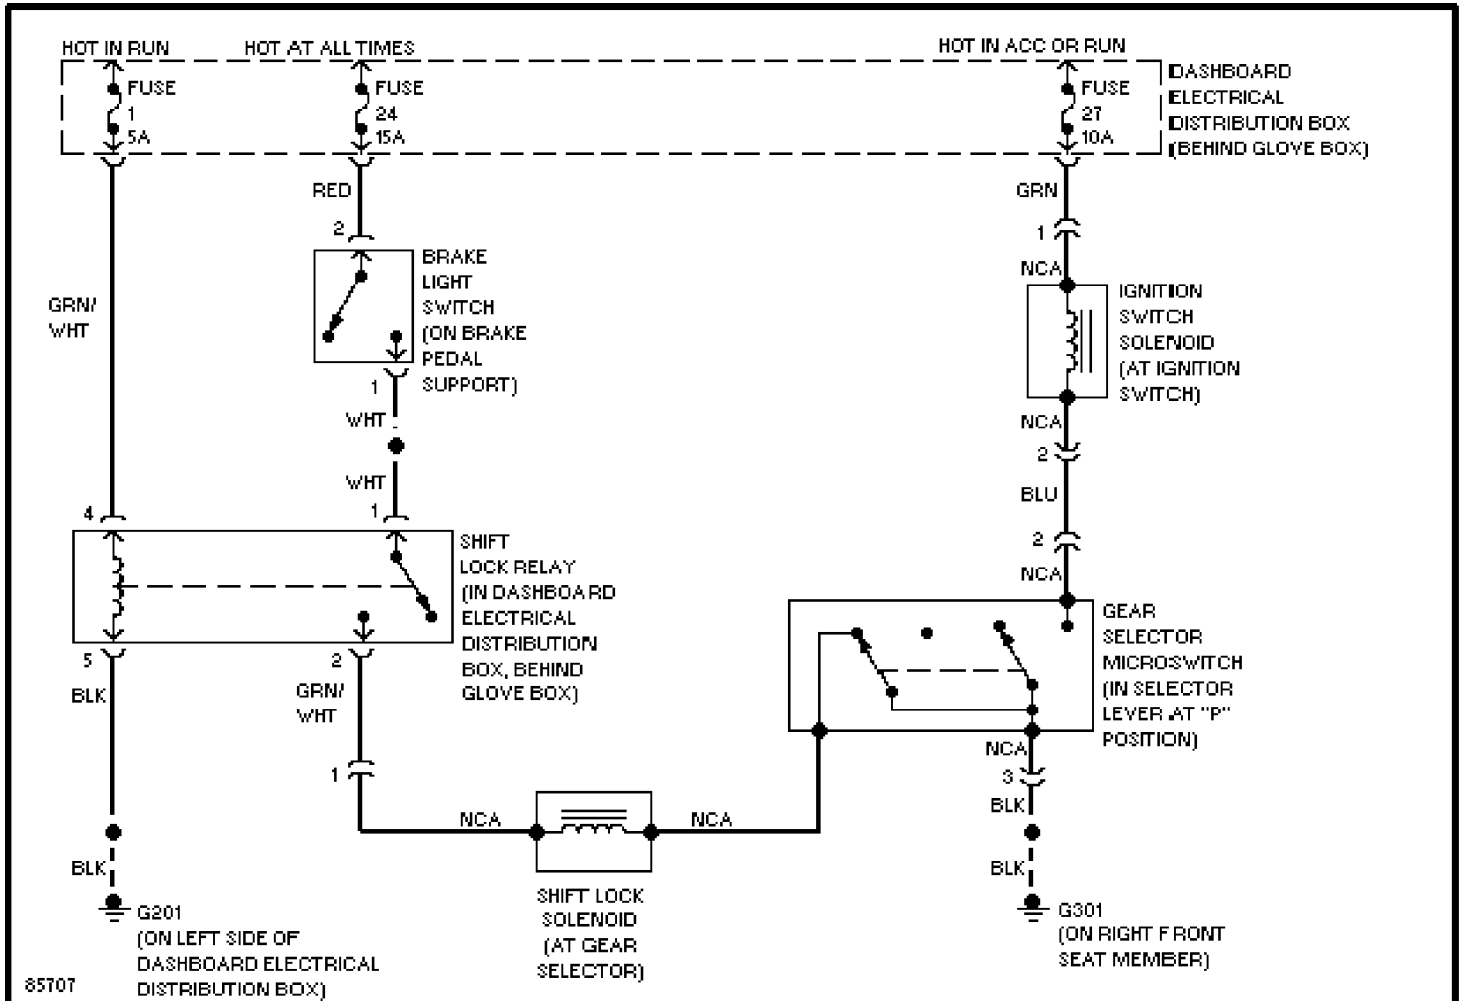 HOT IN RUN
HOT AT ALL TIMES
HOT IN ACC OR RUN
FUSE
1
5A
FUSE
24
15A
FUSE
27
10A
DASHBOARD
ELECTRICAL
DISTRIBUTION BOX
(BEHIND GLOVE BOX)
RED
2
BRAKE
LIGHT
SWITCH
(ON BRAKE
PEDAL
SUPPORT)
1
WHT
WHT
1
GRN/
WHT
4
GRN
1
NCA
IGNITION
SWITCH
SOLENOID
(AT IGNITION
SWITCH)
NCA
2
BLU
2
NCA
SHIFT
LOCK RELAY
(IN DASHBOARD
ELECTRICAL
DISTRIBUTION
BOX, BEHIND
GLOVE BOX)
5
BLK
2
GRN/
WHT
1
NCA
NCA
GEAR
SELECTOR
MICROSWITCH
(IN SELECTOR
LEVER AT "P"
POSITION)
NCA
3
BLK
BLK
BLK
G201
(ON LEFT SIDE OF
DASHBOARD ELECTRICAL
DISTRIBUTION BOX)
SHIFT LOCK
SOLENOID
(AT GEAR
SELECTOR)
G301
(ON RIGHT FRONT
SEAT MEMBER)
85707